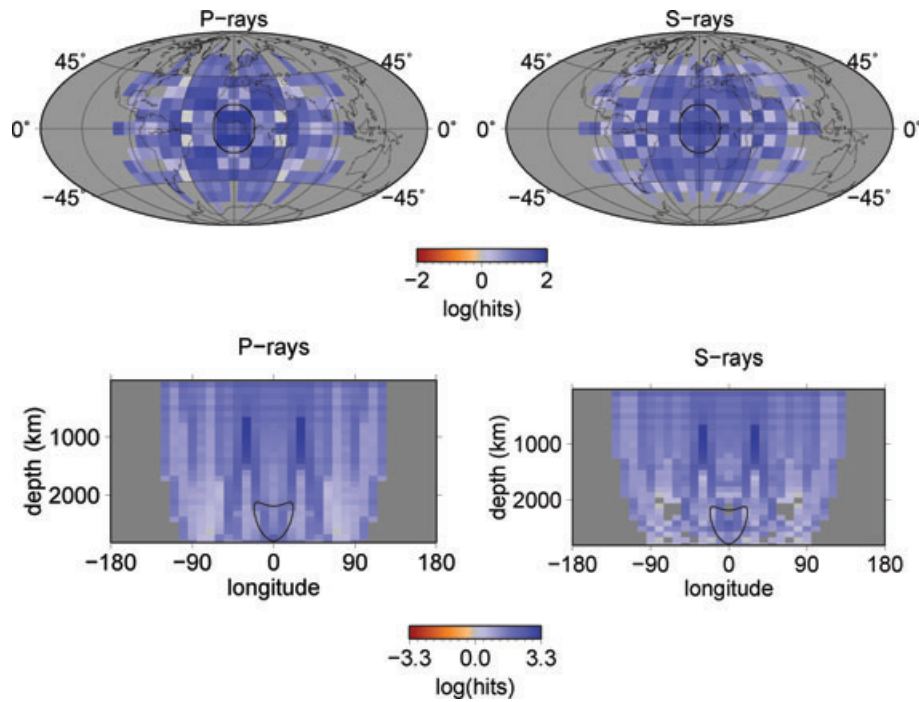 P−rays
S−rays
45° 45° 45° 45°
0° 0° 0°
−45° −45° −45° −45°
−2 0 2
log(hits)
P−rays
S−rays
depth (km)
1000
2000
−180 −90 0 90 180
longitude
depth (km)
1000
2000
−180 −90 0 90 180
longitude
−3.3 0.0 3.3
log(hits)